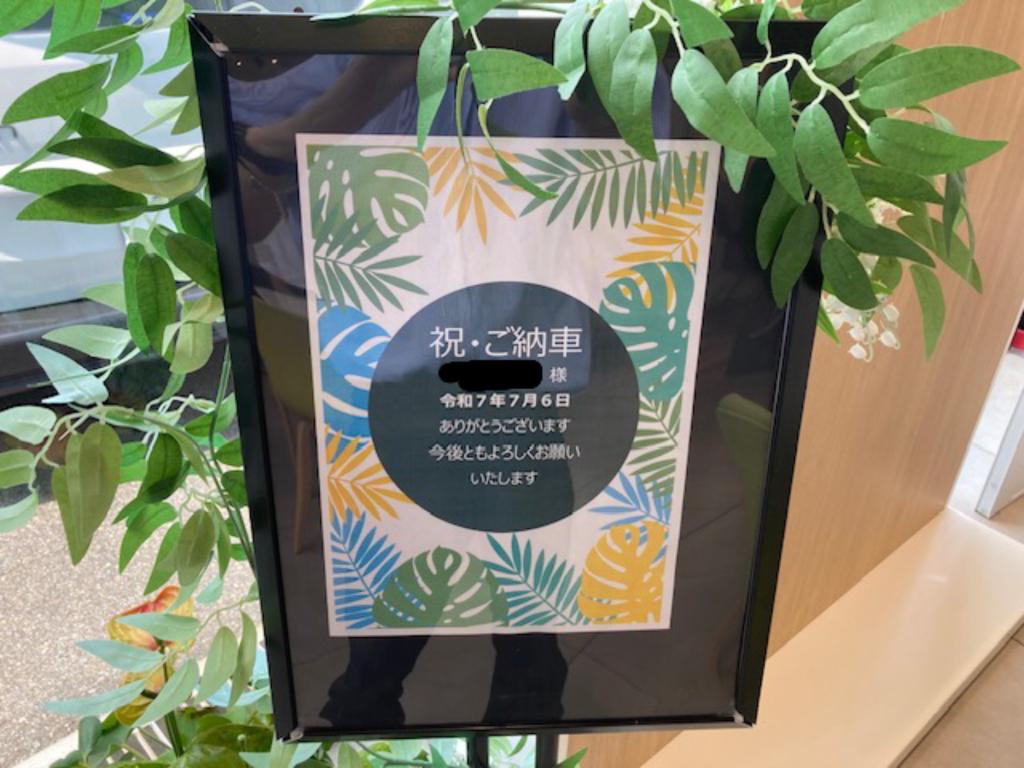 祝・ご納車
様
令和7年7月6日
ありがとうございます
今後ともよろしくお願い
いたします